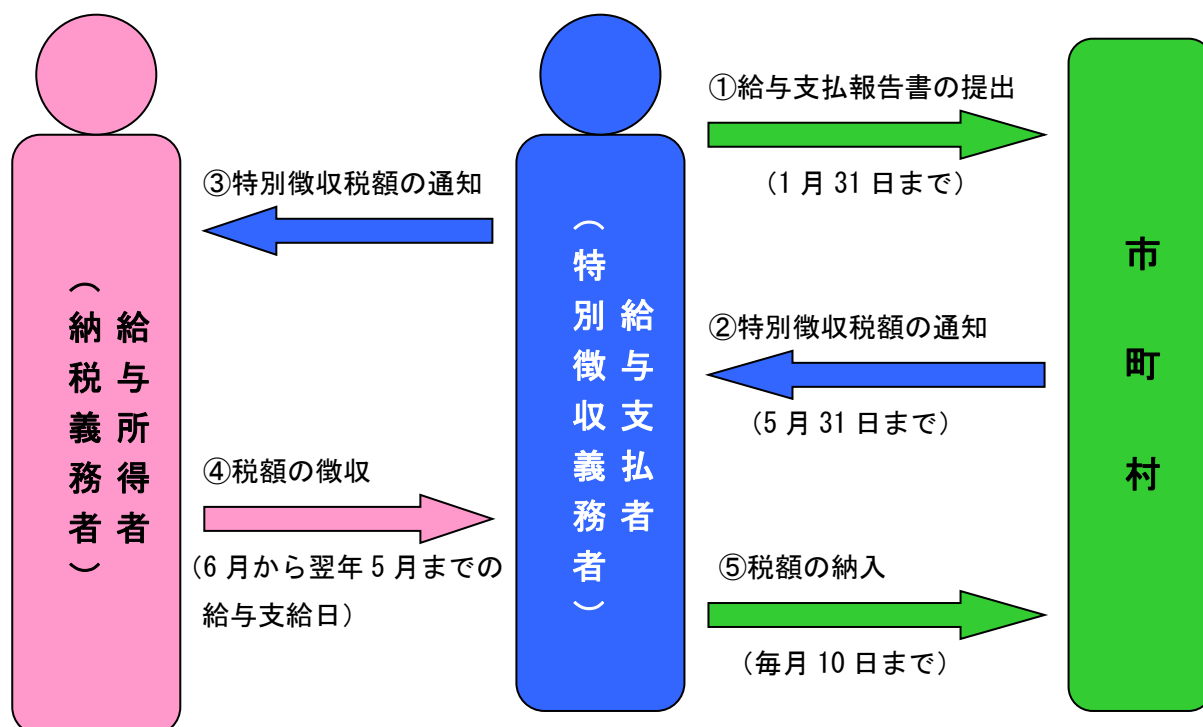 ①給与支払報告書の提出
（1月31日まで）
③特別徴収税額の通知
②特別徴収税額の通知
（5月31日まで）
④税額の徴収
（6月から翌年5月までの
給与支給日）
⑤税額の納入
（毎月10日まで）
給与所得者
（納税義務者）
給与支払者
（特別徴収義務者）
市町村